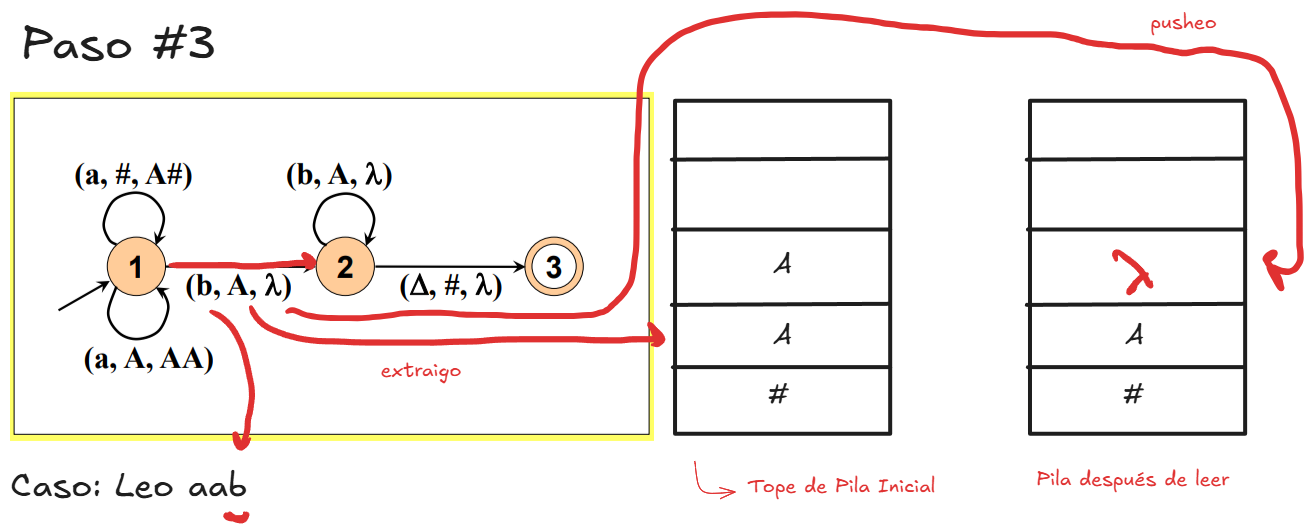 Paso #3
pusheo
(a, #, A#)
(b, A, λ)
1
2
3
(b, A, λ)
(Δ, #, λ)
(a, A, AA)
extraigo
A
A
#
λ
A
#
Caso: Leo aab
Tope de Pila Inicial
Pila después de leer